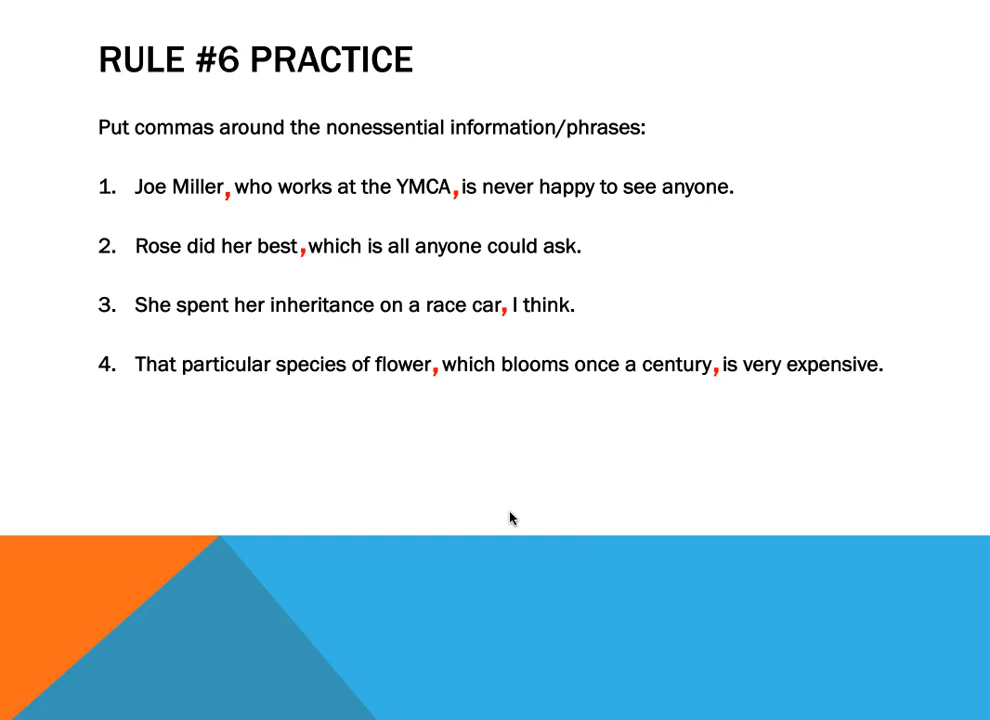 RULE #6 PRACTICE
Put commas around the nonessential information/phrases:
1. Joe Miller, who works at the YMCA, is never happy to see anyone.
2. Rose did her best, which is all anyone could ask.
3. She spent her inheritance on a race car, I think.
4. That particular species of flower, which blooms once a century, is very expensive.